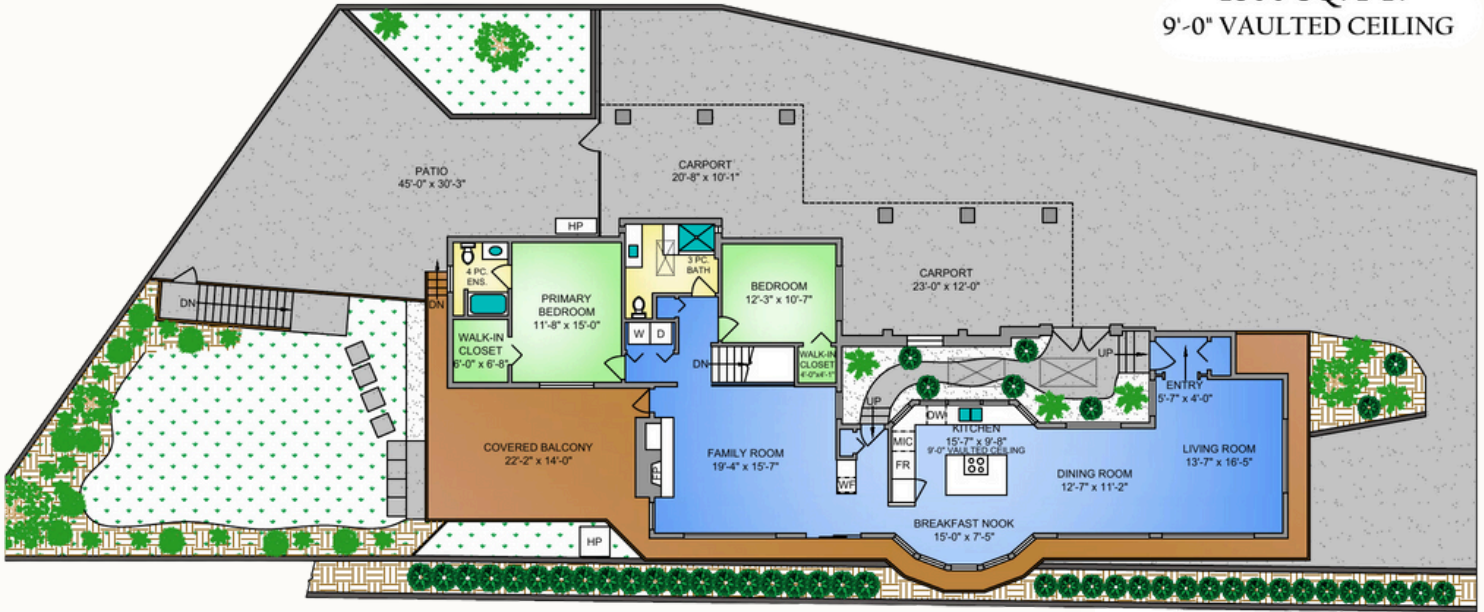 9'-0" VAULTED CEILING
PATIO
45'-0" x 30'-3"
CARPORT
20'-8" x 10'-1"
HP
CARPORT
23'-0" x 12'-0"
4 PC.
ENS.
PRIMARY
BEDROOM
11'-8" x 15'-0"
3 PC.
BATH
BEDROOM
12'-3" x 10'-7"
DN
DN
WALK-IN
CLOSET
6'-0" x 6'-8"
W D
DN
WALK-IN
CLOSET
4'-0"x4'-1"
UP
ENTRY
5'-7" x 4'-0"
UP
COVERED BALCONY
22'-2" x 14'-0"
FP
FAMILY ROOM
19'-4" x 15'-7"
WF
MIC
FR
DW
KITCHEN
15'-7" x 9'-8"
9'-0" VAULTED CEILING
DINING ROOM
12'-7" x 11'-2"
LIVING ROOM
13'-7" x 16'-5"
BREAKFAST NOOK
15'-0" x 7'-5"
HP